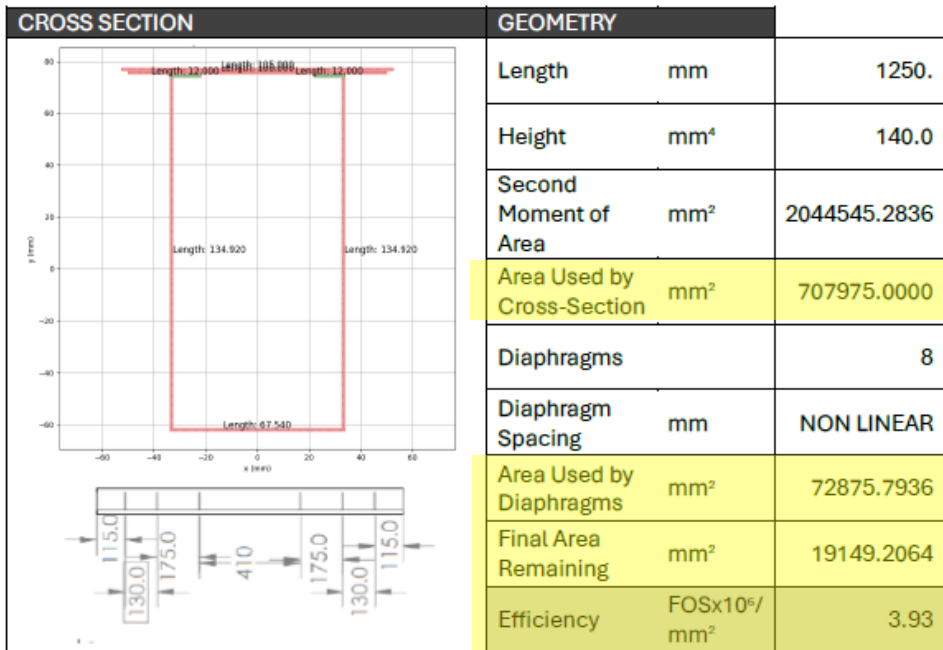 CROSS SECTION
GEOMETRY
Length: 12.000
Length: 12.000
80
60
40
20
0
−20
−40
−60
y (mm)
Length: 134.920
Length: 134.920
Length: 67.540
−60
−40
−20
0
20
40
60
x (mm)
115.0
130.0
175.0
410
175.0
130.0
115.0
Length mm 1250.
Height mm⁴ 140.0
Second
Moment of mm² 2044545.2836
Area
Area Used by
Cross-Section mm² 707975.0000
Diaphragms 8
Diaphragm
Spacing mm NON LINEAR
Area Used by
Diaphragms mm² 72875.7936
Final Area
Remaining mm² 19149.2064
Efficiency FOSx10⁶/
mm² 3.93